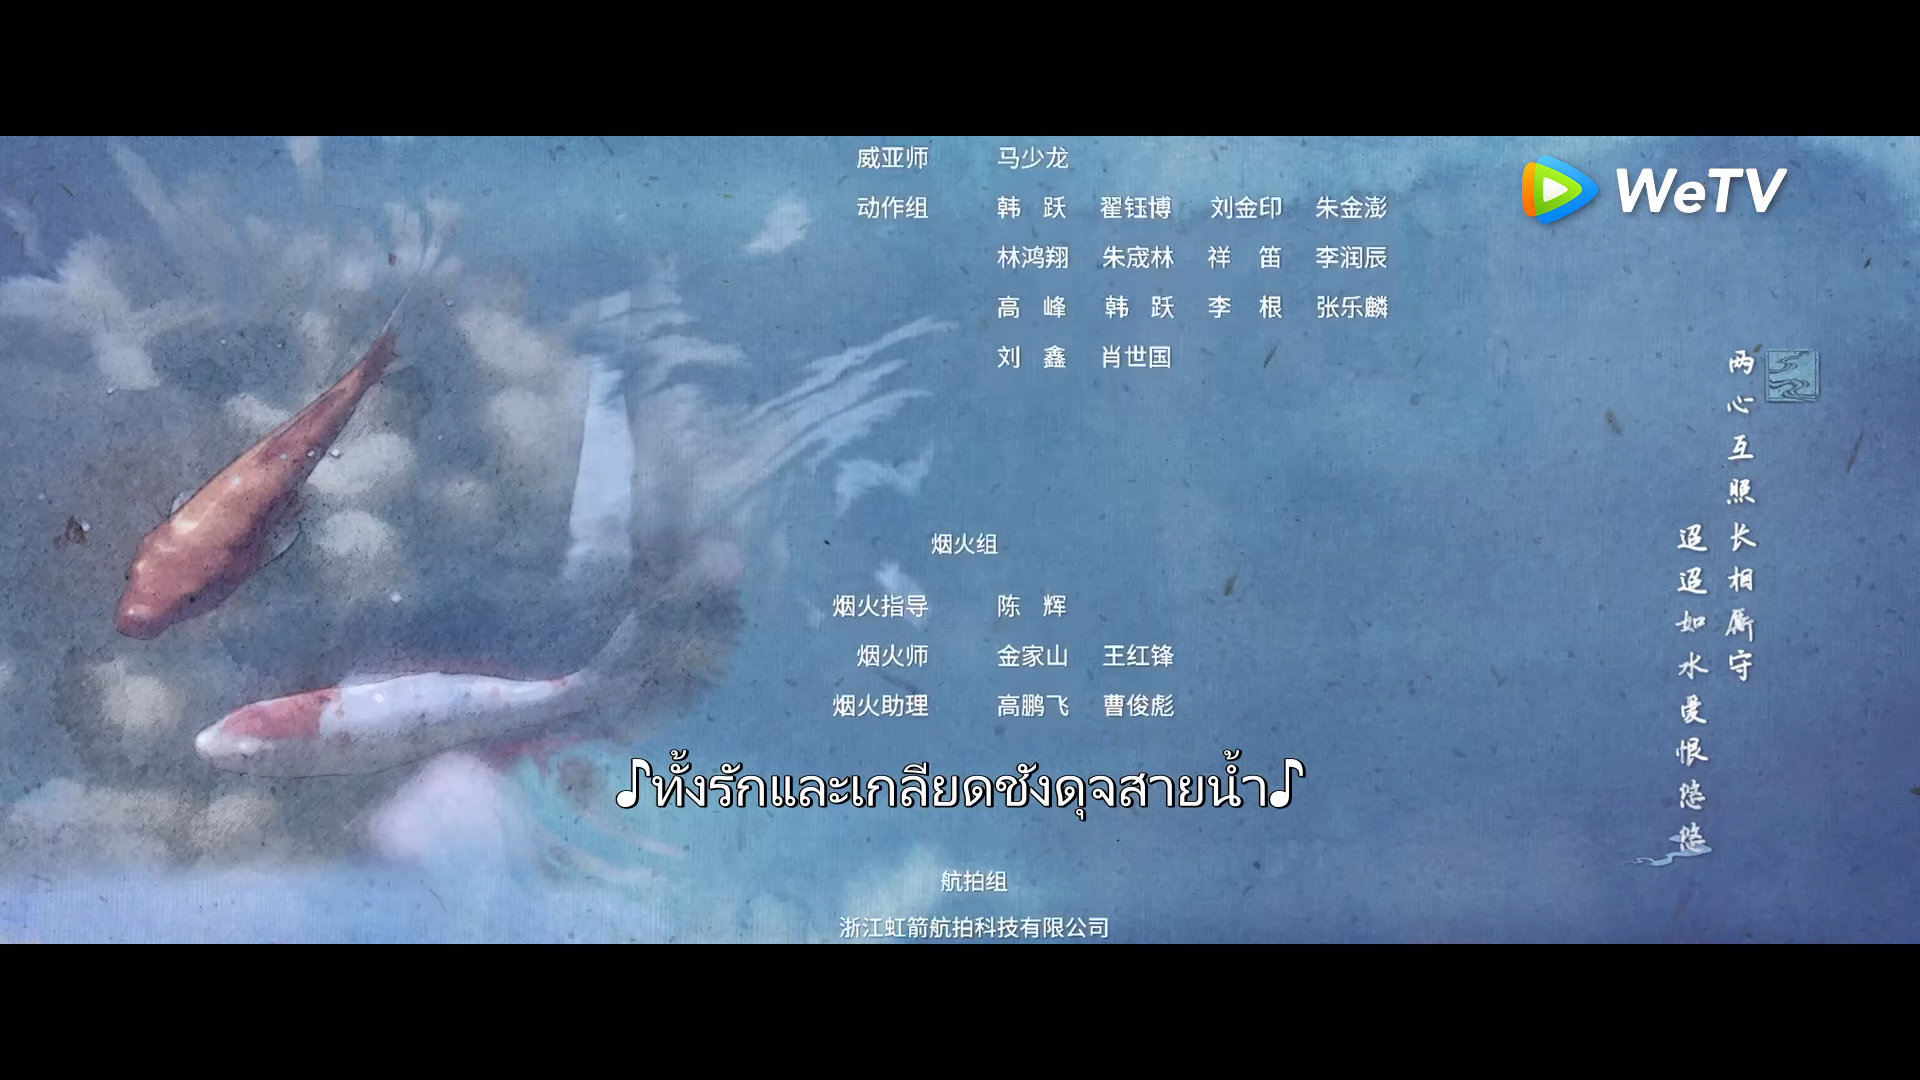 威亚师 马少龙
动作组 韩 跃 翟钰博 刘金印 朱金澎
林鸿翔 朱宬林 祥 笛 李润辰
高 峰 韩 跃 李 根 张乐麟
刘 鑫 肖世国
WeTV
两心互照长相厮守
迢迢如水爱恨悠悠
烟火组
烟火指导 陈 辉
烟火师 金家山 王红锋
烟火助理 高鹏飞 曹俊彪
♪ทั้งรักและเกลียดชังดุจสายน้ำ♪
航拍组
浙江虹箭航拍科技有限公司